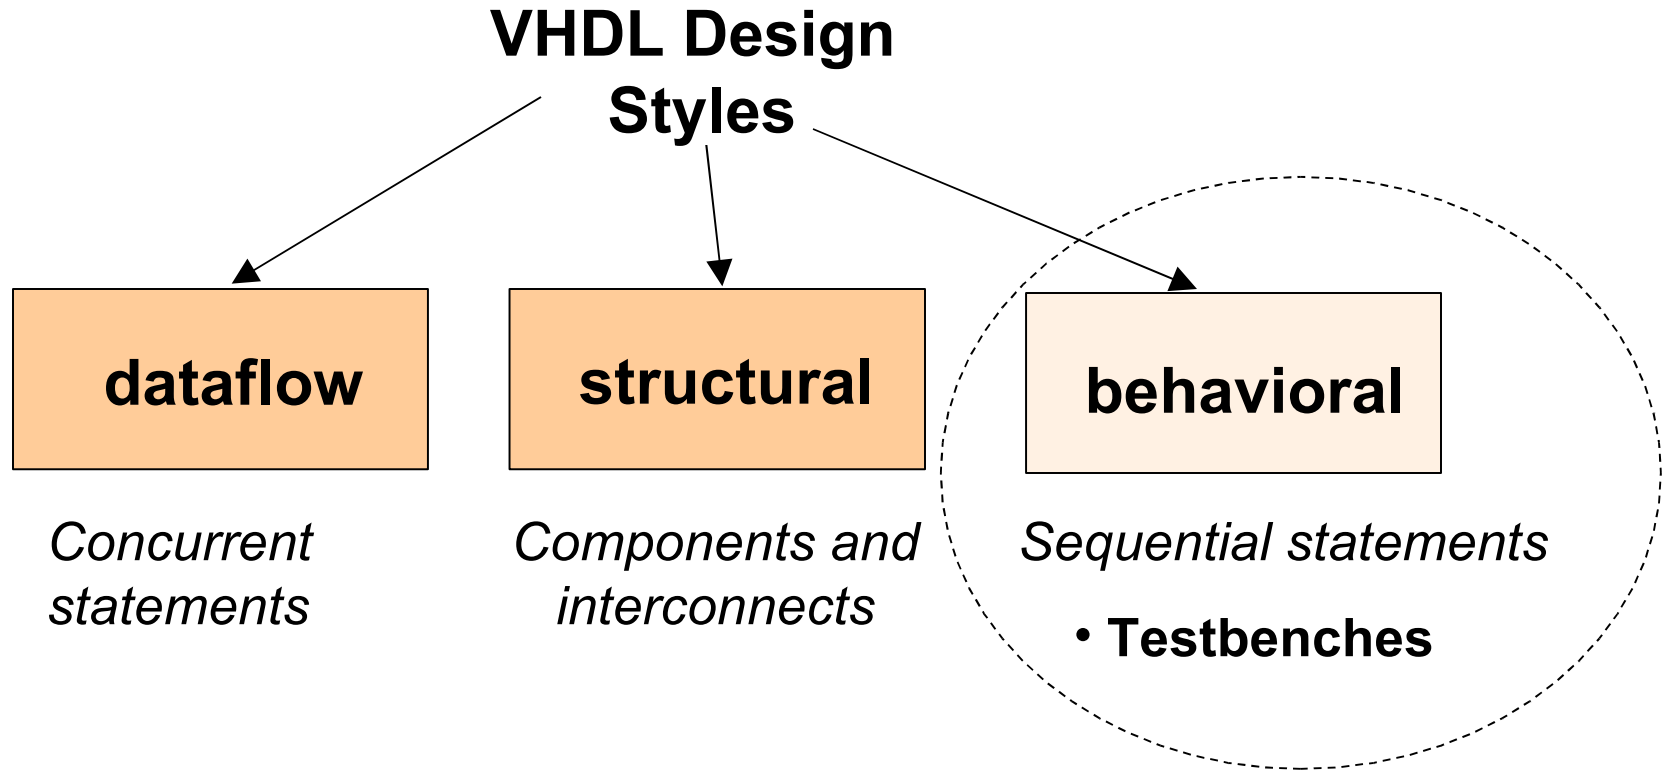 VHDL Design
Styles
dataflow
structural
behavioral
Concurrent
statements
Components and
interconnects
Sequential statements
• Testbenches